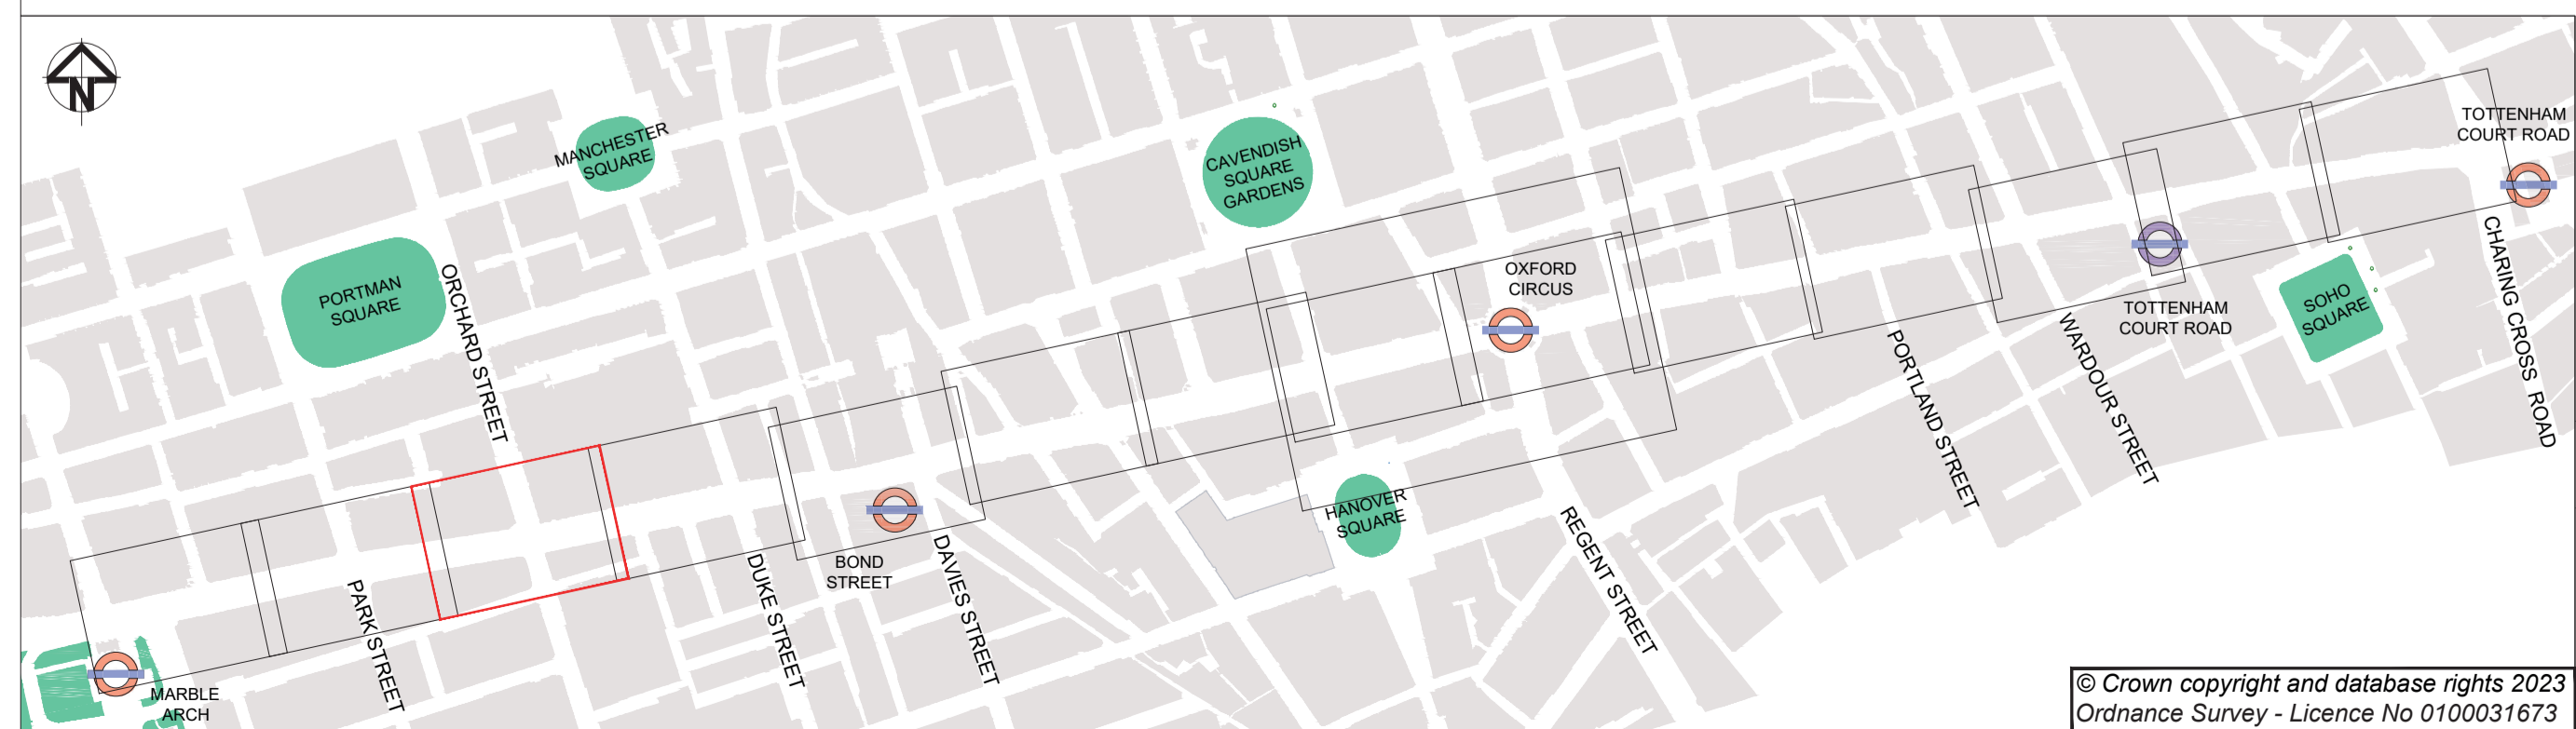 N
MANCHESTER
SQUARE
CAVENDISH
SQUARE
GARDENS
TOTTENHAM
COURT ROAD
PORTMAN
SQUARE
ORCHARD STREET
OXFORD
CIRCUS
TOTTENHAM
COURT ROAD
SOHO
SQUARE
CHARING CROSS ROAD
PORTLAND STREET
WARDOUR STREET
HANOVER
SQUARE
REGENT STREET
BOND
STREET
DAVIES STREET
DUKE STREET
PARK STREET
MARBLE
ARCH
© Crown copyright and database rights 2023
Ordnance Survey - Licence No 0100031673